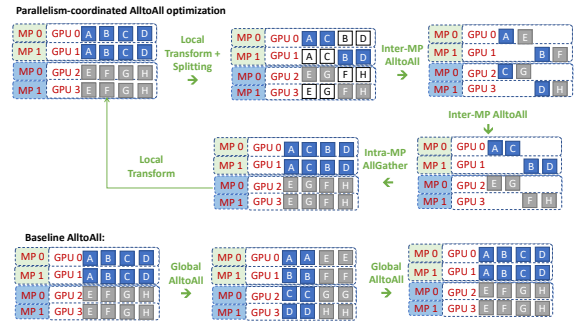 Parallelism-coordinated AlltoAll optimization
MP 0 GPU 0 A B C D
MP 1 GPU 1 A B C D
MP 0 GPU 2 E F G H
MP 1 GPU 3 E F G H
Local
Transform +
Splitting
MP 0 GPU 0 A C B D
MP 1 GPU 1 A C B D
MP 0 GPU 2 E G F H
MP 1 GPU 3 E G F H
Inter-MP
AlltoAll
MP 0 GPU 0 A E
MP 1 GPU 1 B F
MP 0 GPU 2 C G
MP 1 GPU 3 D H
Inter-MP AlltoAll
MP 0 GPU 0 A C
MP 1 GPU 1 B D
MP 0 GPU 2 E G
MP 1 GPU 3 F H
Intra-MP
AllGather
MP 0 GPU 0 A C B D
MP 1 GPU 1 A C B D
MP 0 GPU 2 E G F H
MP 1 GPU 3 E G F H
Local
Transform
Baseline AlltoAll:
MP 0 GPU 0 A B C D
MP 1 GPU 1 A B C D
MP 0 GPU 2 E F G H
MP 1 GPU 3 E F G H
Global
AlltoAll
MP 0 GPU 0 A A E E
MP 1 GPU 1 B B F F
MP 0 GPU 2 C C G G
MP 1 GPU 3 D D H H
Global
AlltoAll
MP 0 GPU 0 A B C D
MP 1 GPU 1 A B C D
MP 0 GPU 2 E F G H
MP 1 GPU 3 E F G H